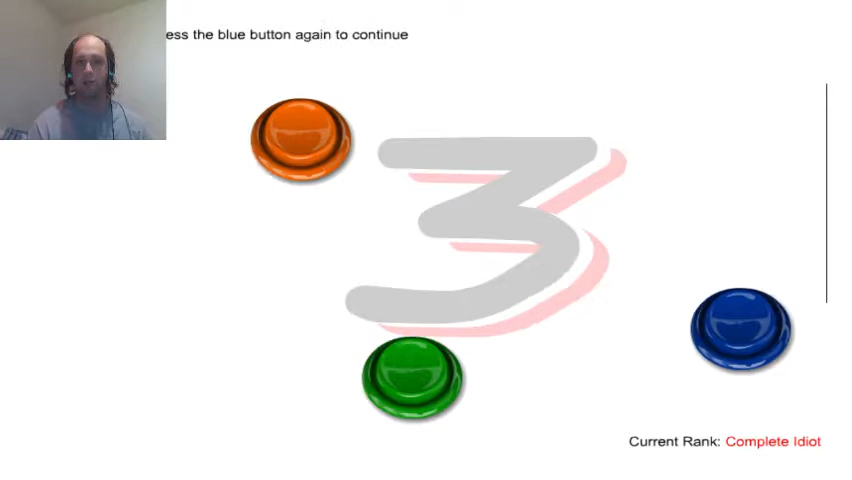 ess the blue button again to continue
3
Current Rank: Complete Idiot